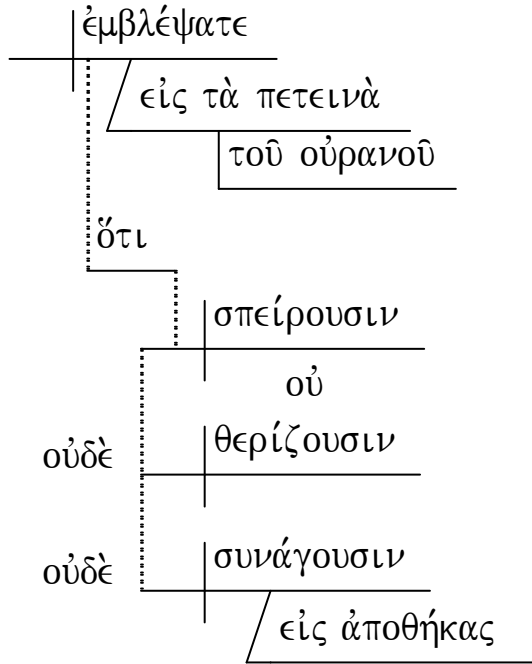 ἐμβλέψατε
εἰς τὰ πετεινὰ
τοῦ οὐρανοῦ
ὅτι
σπείρουσιν
οὐ
θερίζουσιν
οὐδὲ
συνάγουσιν
οὐδὲ
εἰς ἀποθήκας